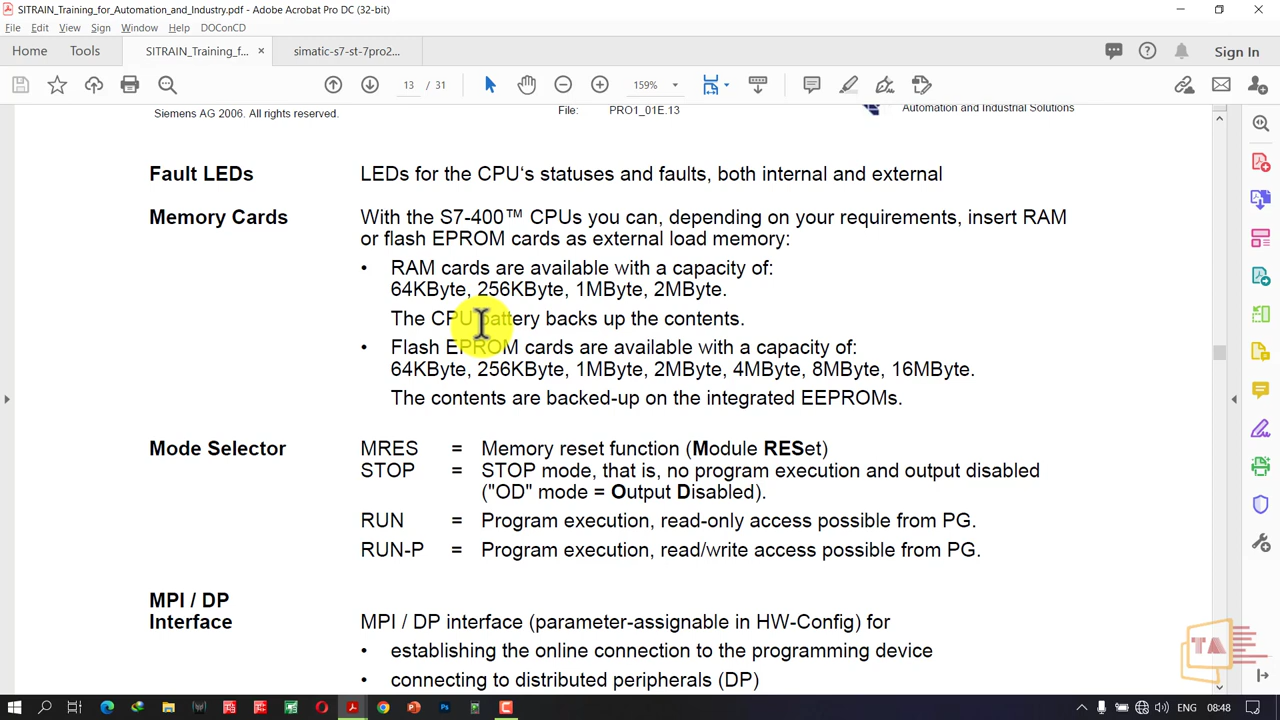 SITRAIN_Training_for_Automation_and_Industry.pdf - Adobe Acrobat Pro DC (32-bit)
File Edit View Sign Window Help DOConCD
Home Tools SITRAIN_Training_f... × simatic-s7-st-7pro2... Sign In
13 / 31 159%
Siemens AG 2006. All rights reserved. File: PRO1_01E.13 Automation and Industrial Solutions
Fault LEDs LEDs for the CPU's statuses and faults, both internal and external
Memory Cards With the S7-400™ CPUs you can, depending on your requirements, insert RAM
or flash EPROM cards as external load memory:
• RAM cards are available with a capacity of:
64KByte, 256KByte, 1MByte, 2MByte.
The CPU battery backs up the contents.
• Flash EPROM cards are available with a capacity of:
64KByte, 256KByte, 1MByte, 2MByte, 4MByte, 8MByte, 16MByte.
The contents are backed-up on the integrated EEPROMs.
Mode Selector MRES = Memory reset function (Module RESet)
STOP = STOP mode, that is, no program execution and output disabled
("OD" mode = Output Disabled).
RUN = Program execution, read-only access possible from PG.
RUN-P = Program execution, read/write access possible from PG.
MPI / DP
Interface MPI / DP interface (parameter-assignable in HW-Config) for
• establishing the online connection to the programming device
• connecting to distributed peripherals (DP)
TA
ENG 08:48